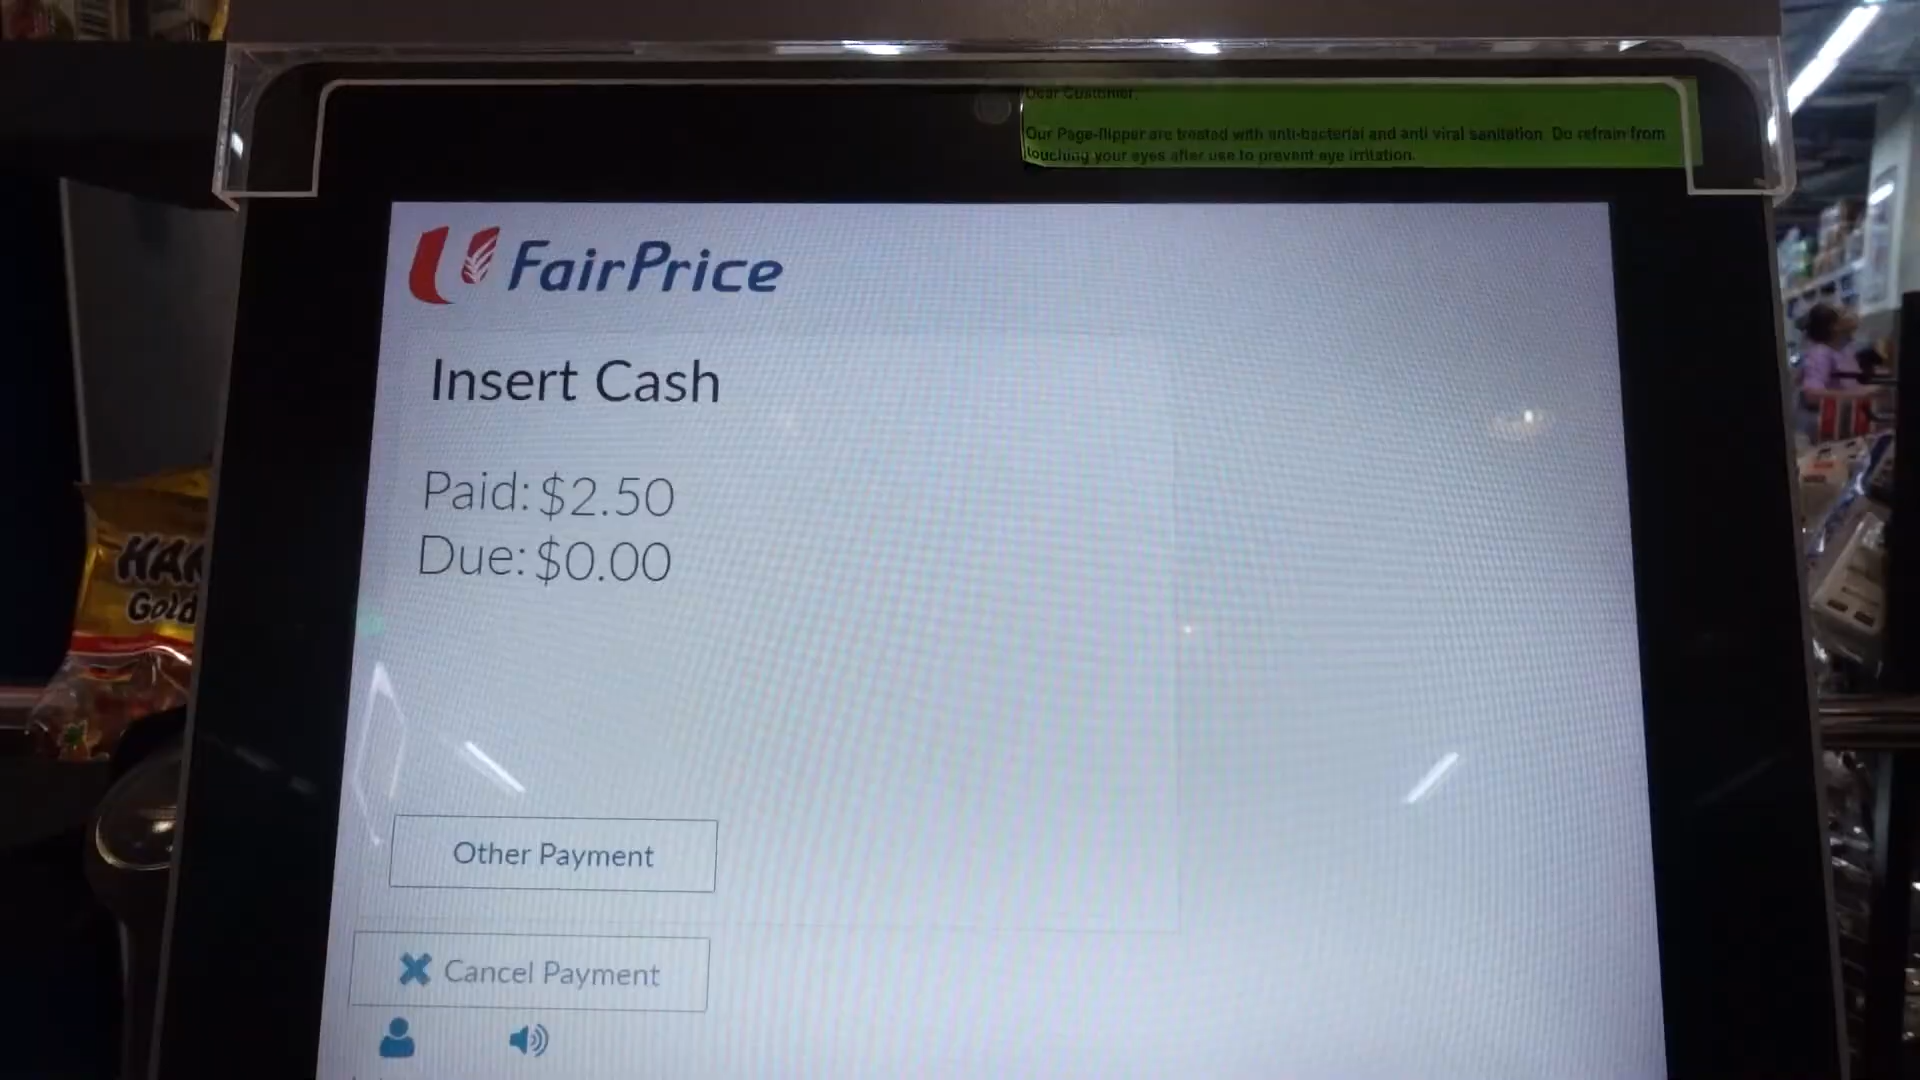 Dear Customer,
Our Page-flipper are treated with anti-bacterial and anti viral sanitation Do refrain from
touching your eyes after use to prevent eye irritation.
FairPrice
Insert Cash
Paid: $2.50
Due: $0.00
HAR
Gold
Other Payment
Cancel Payment